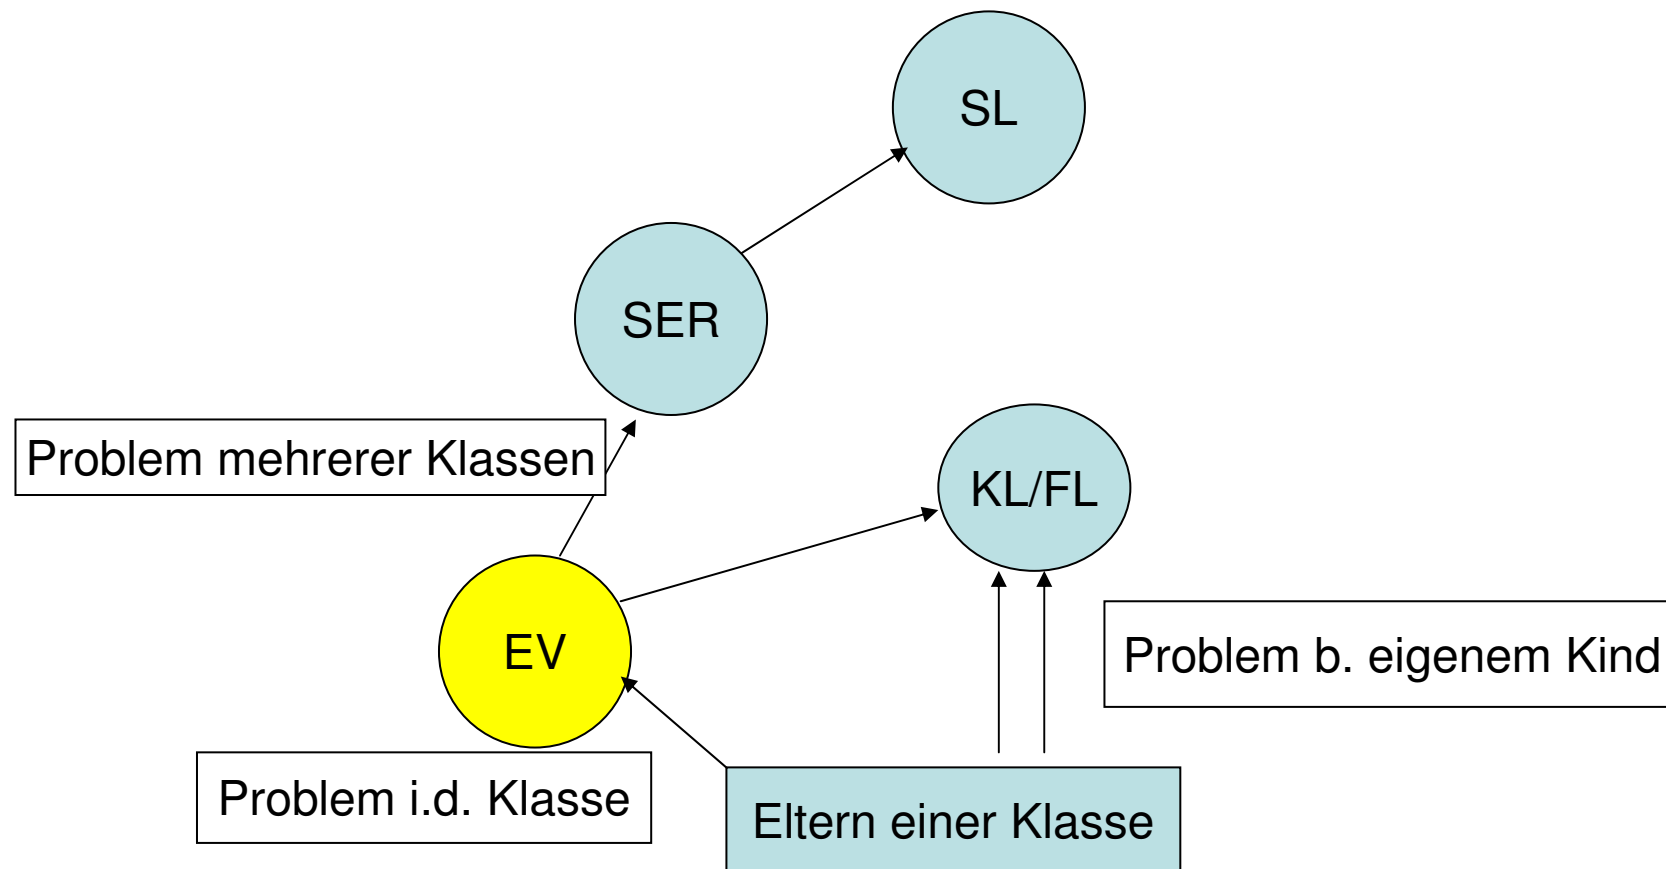 SL
SER
Problem mehrerer Klassen
KL/FL
EV
Problem b. eigenem Kind
Problem i.d. Klasse
Eltern einer Klasse